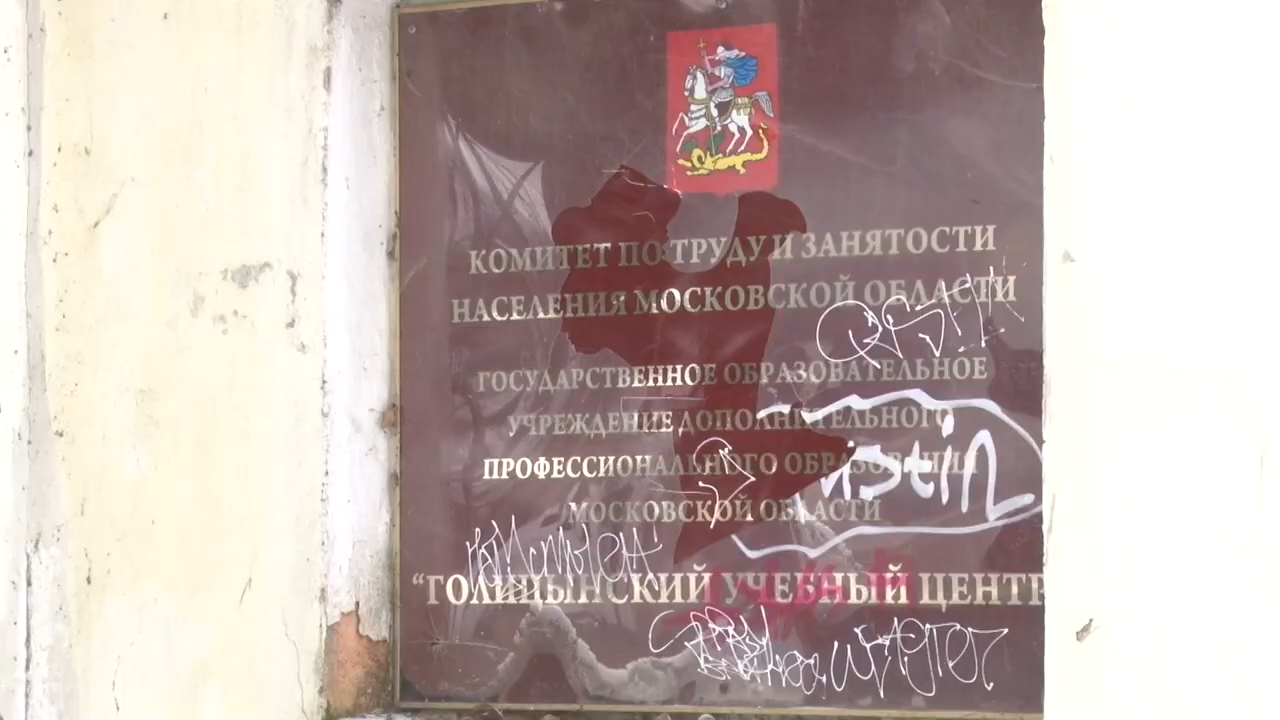 КОМИТЕТ ПО ТРУДУ И ЗАНЯТОСТИ
НАСЕЛЕНИЯ МОСКОВСКОЙ ОБЛАСТИ
ГОСУДАРСТВЕННОЕ ОБРАЗОВАТЕЛЬНОЕ
УЧРЕЖДЕНИЕ ДОПОЛНИТЕЛЬНОГО
ПРОФЕССИОНАЛЬНОГО ОБРАЗОВАНИЯ
МОСКОВСКОЙ ОБЛАСТИ
“ГОЛИЦЫНСКИЙ УЧЕБНЫЙ ЦЕНТР